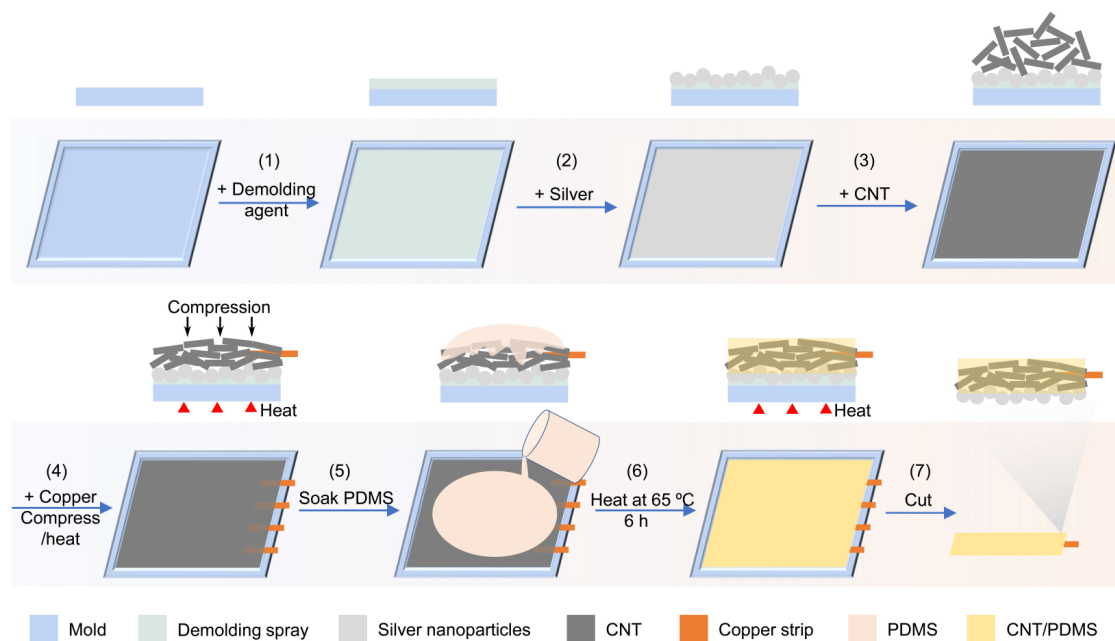 (1)
+ Demolding
agent
(2)
+ Silver
(3)
+ CNT
Compression
Heat
Heat
(4)
+ Copper
Compress
/heat
(5)
Soak PDMS
(6)
Heat at 65 ºC
6 h
(7)
Cut
Mold
Demolding spray
Silver nanoparticles
CNT
Copper strip
PDMS
CNT/PDMS